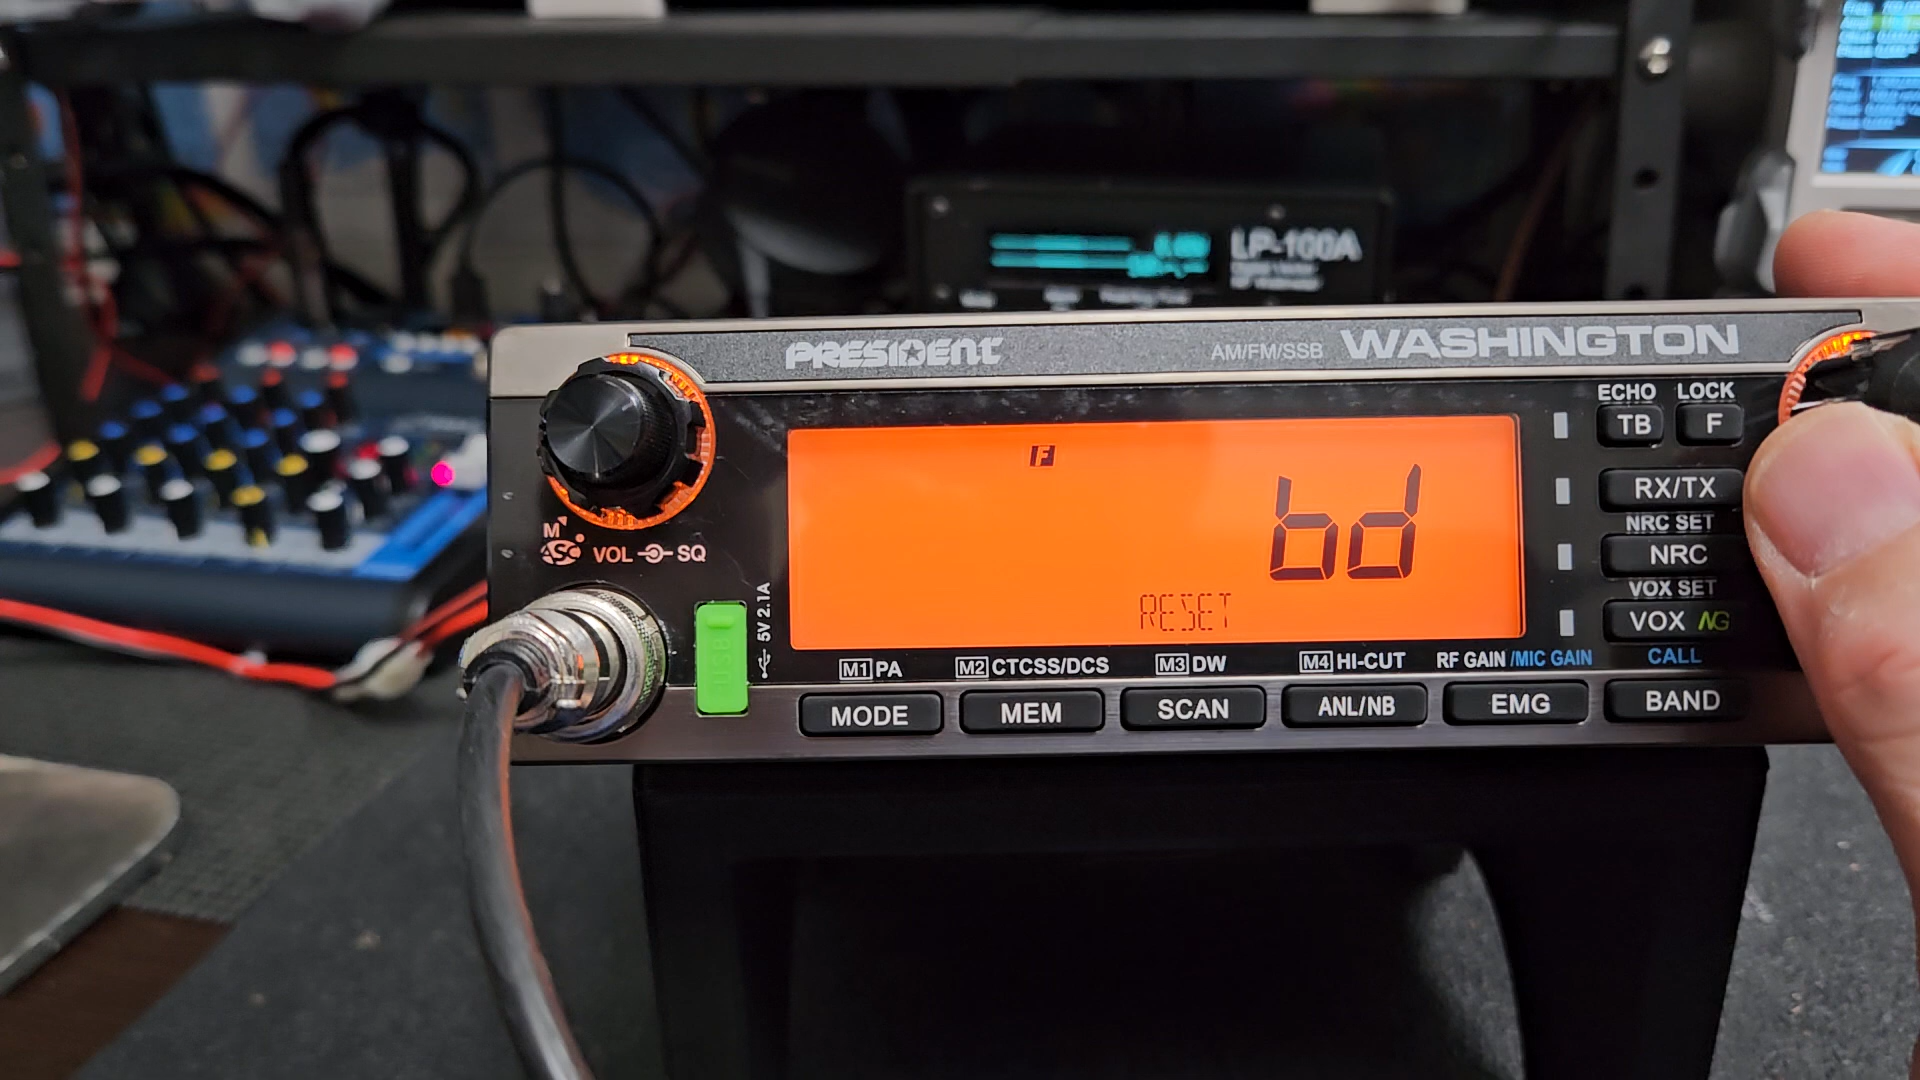 LP-100A
PRESIDENT
AM/FM/SSB WASHINGTON
ECHO LOCK
TB F
F
bd
RX/TX
NRC SET
NRC
VOX SET
VOX NG
RESET
M
ASC VOL SQ
5V 2.1A
USB
M1 PA
M2 CTCSS/DCS
M3 DW
M4 HI-CUT
RF GAIN / MIC GAIN
CALL
MODE
MEM
SCAN
ANL/NB
EMG
BAND